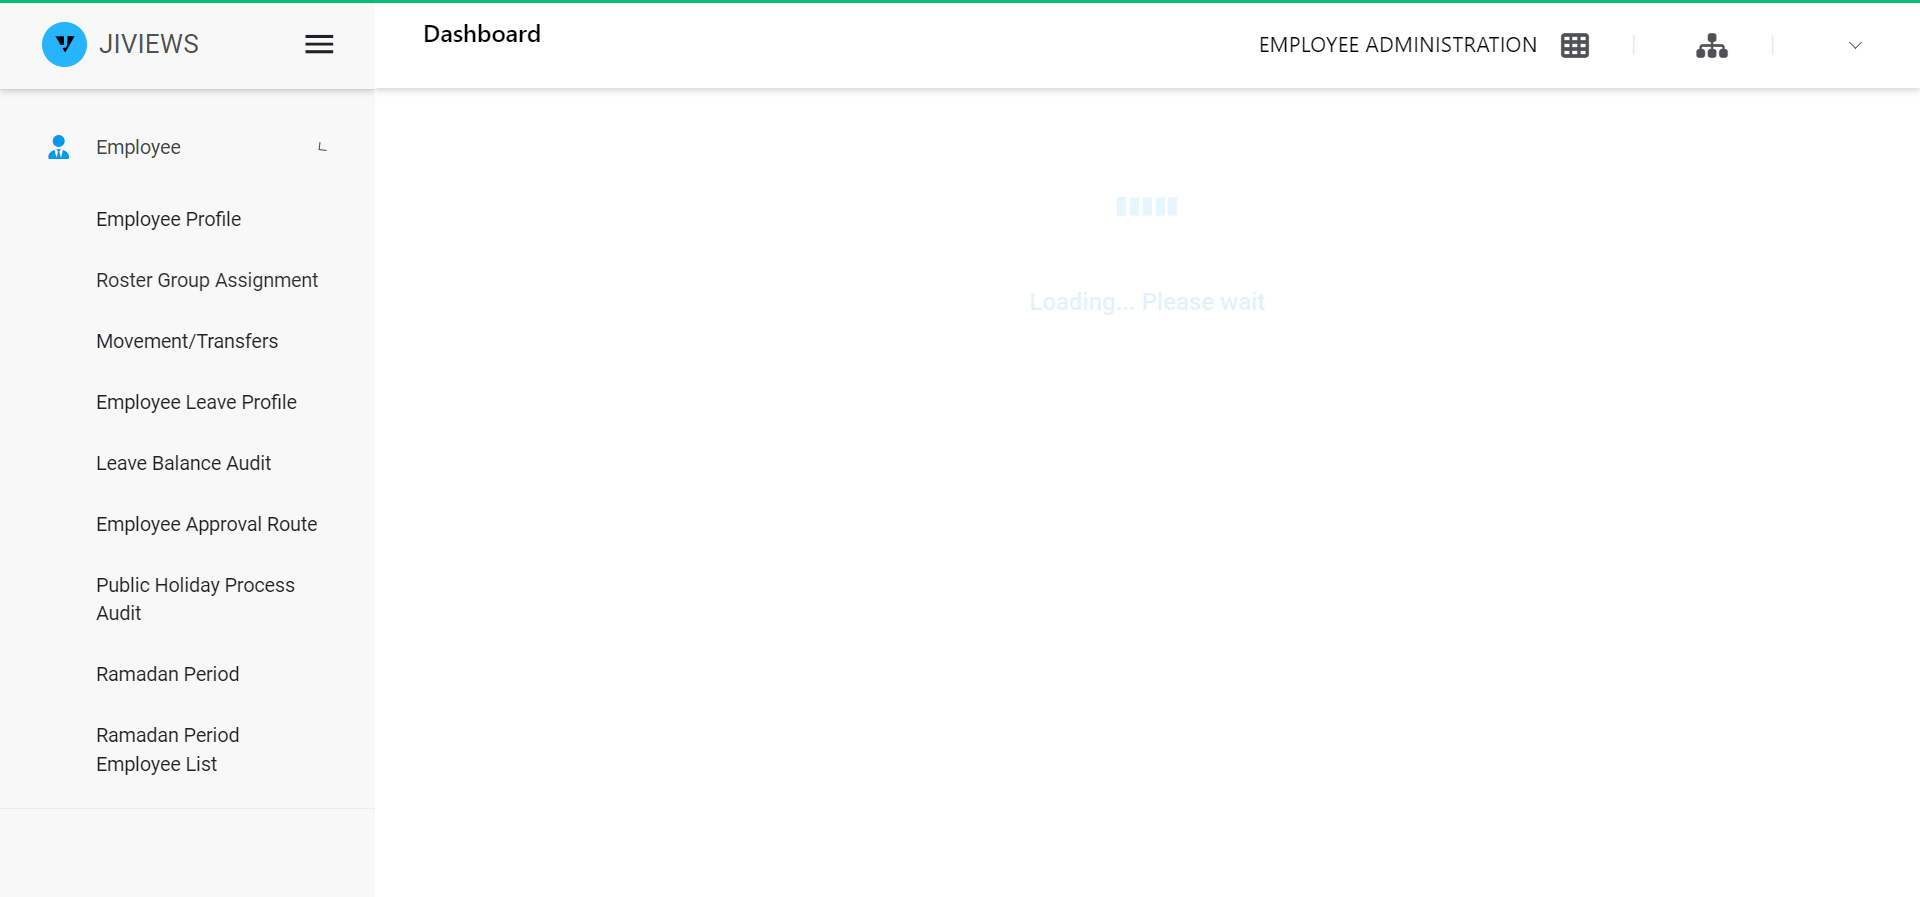 JIVIEWS
Dashboard
EMPLOYEE ADMINISTRATION
Employee
Employee Profile
Roster Group Assignment
Movement/Transfers
Employee Leave Profile
Leave Balance Audit
Employee Approval Route
Public Holiday Process
Audit
Ramadan Period
Ramadan Period
Employee List
Loading... Please wait